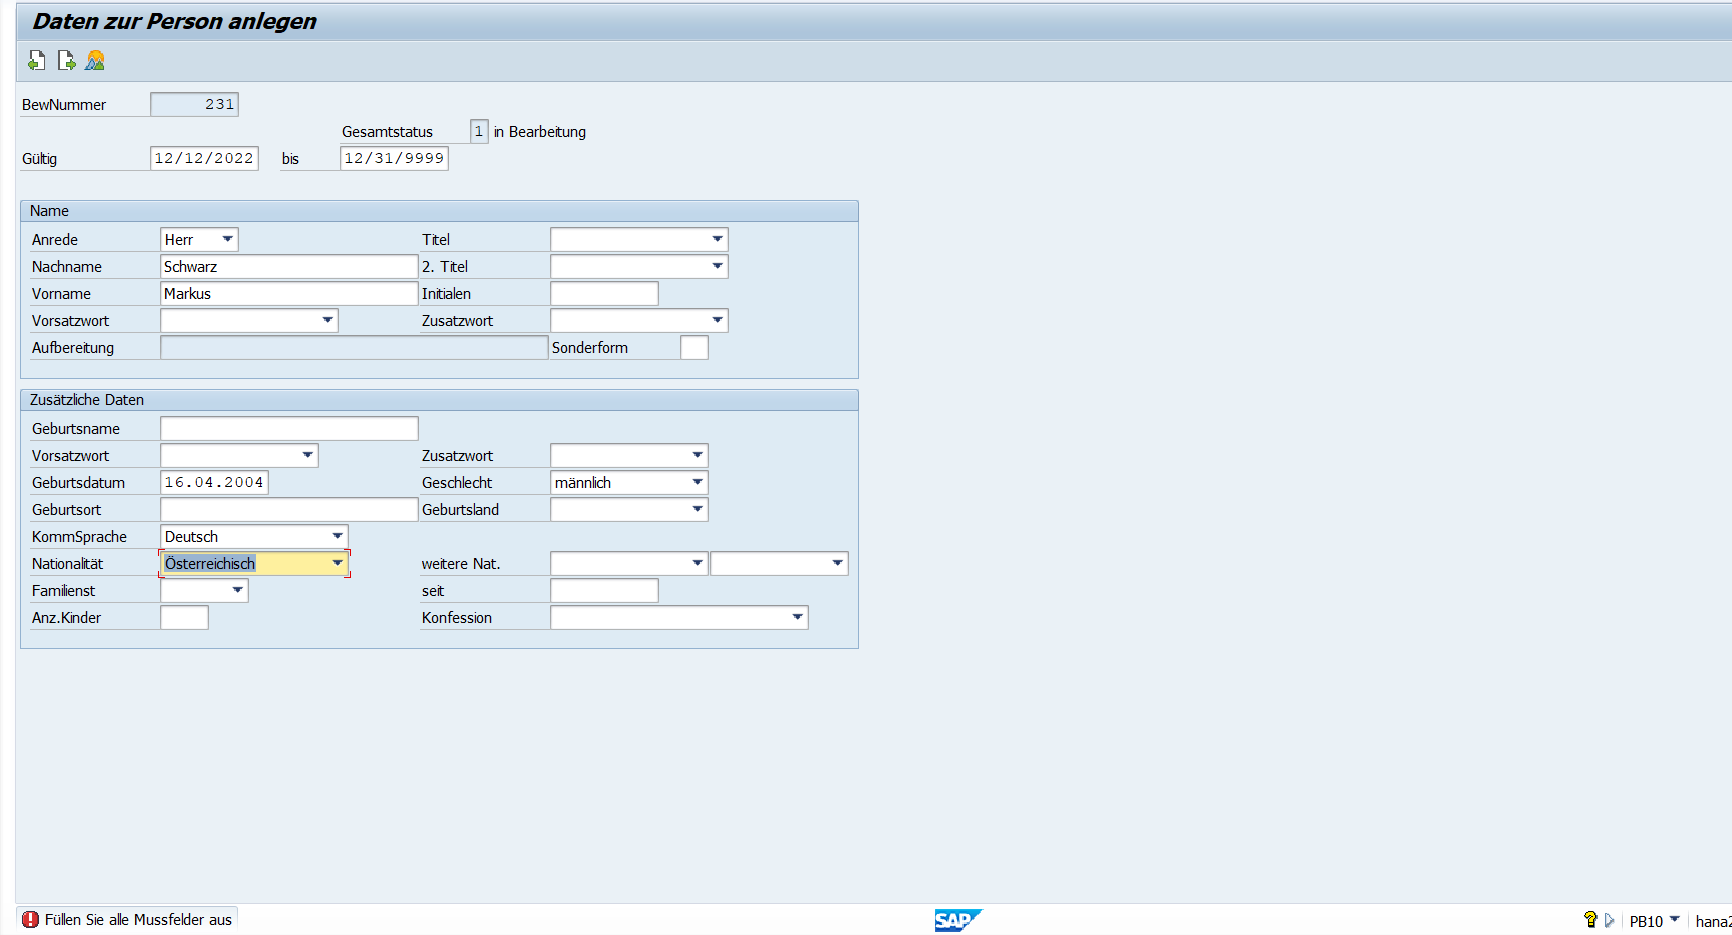 Daten zur Person anlegen
BewNummer 231
Gesamtstatus 1 in Bearbeitung
Gültig 12/12/2022 bis 12/31/9999
Name
Anrede Herr Titel
Nachname Schwarz 2. Titel
Vorname Markus Initialen
Vorsatzwort Zusatzwort
Aufbereitung Sonderform
Zusätzliche Daten
Geburtsname
Vorsatzwort Zusatzwort
Geburtsdatum 16.04.2004 Geschlecht männlich
Geburtsort Geburtsland
KommSprache Deutsch
Nationalität Österreichisch weitere Nat.
Familienst seit
Anz.Kinder Konfession
Füllen Sie alle Mussfelder aus SAP PB10 hana2